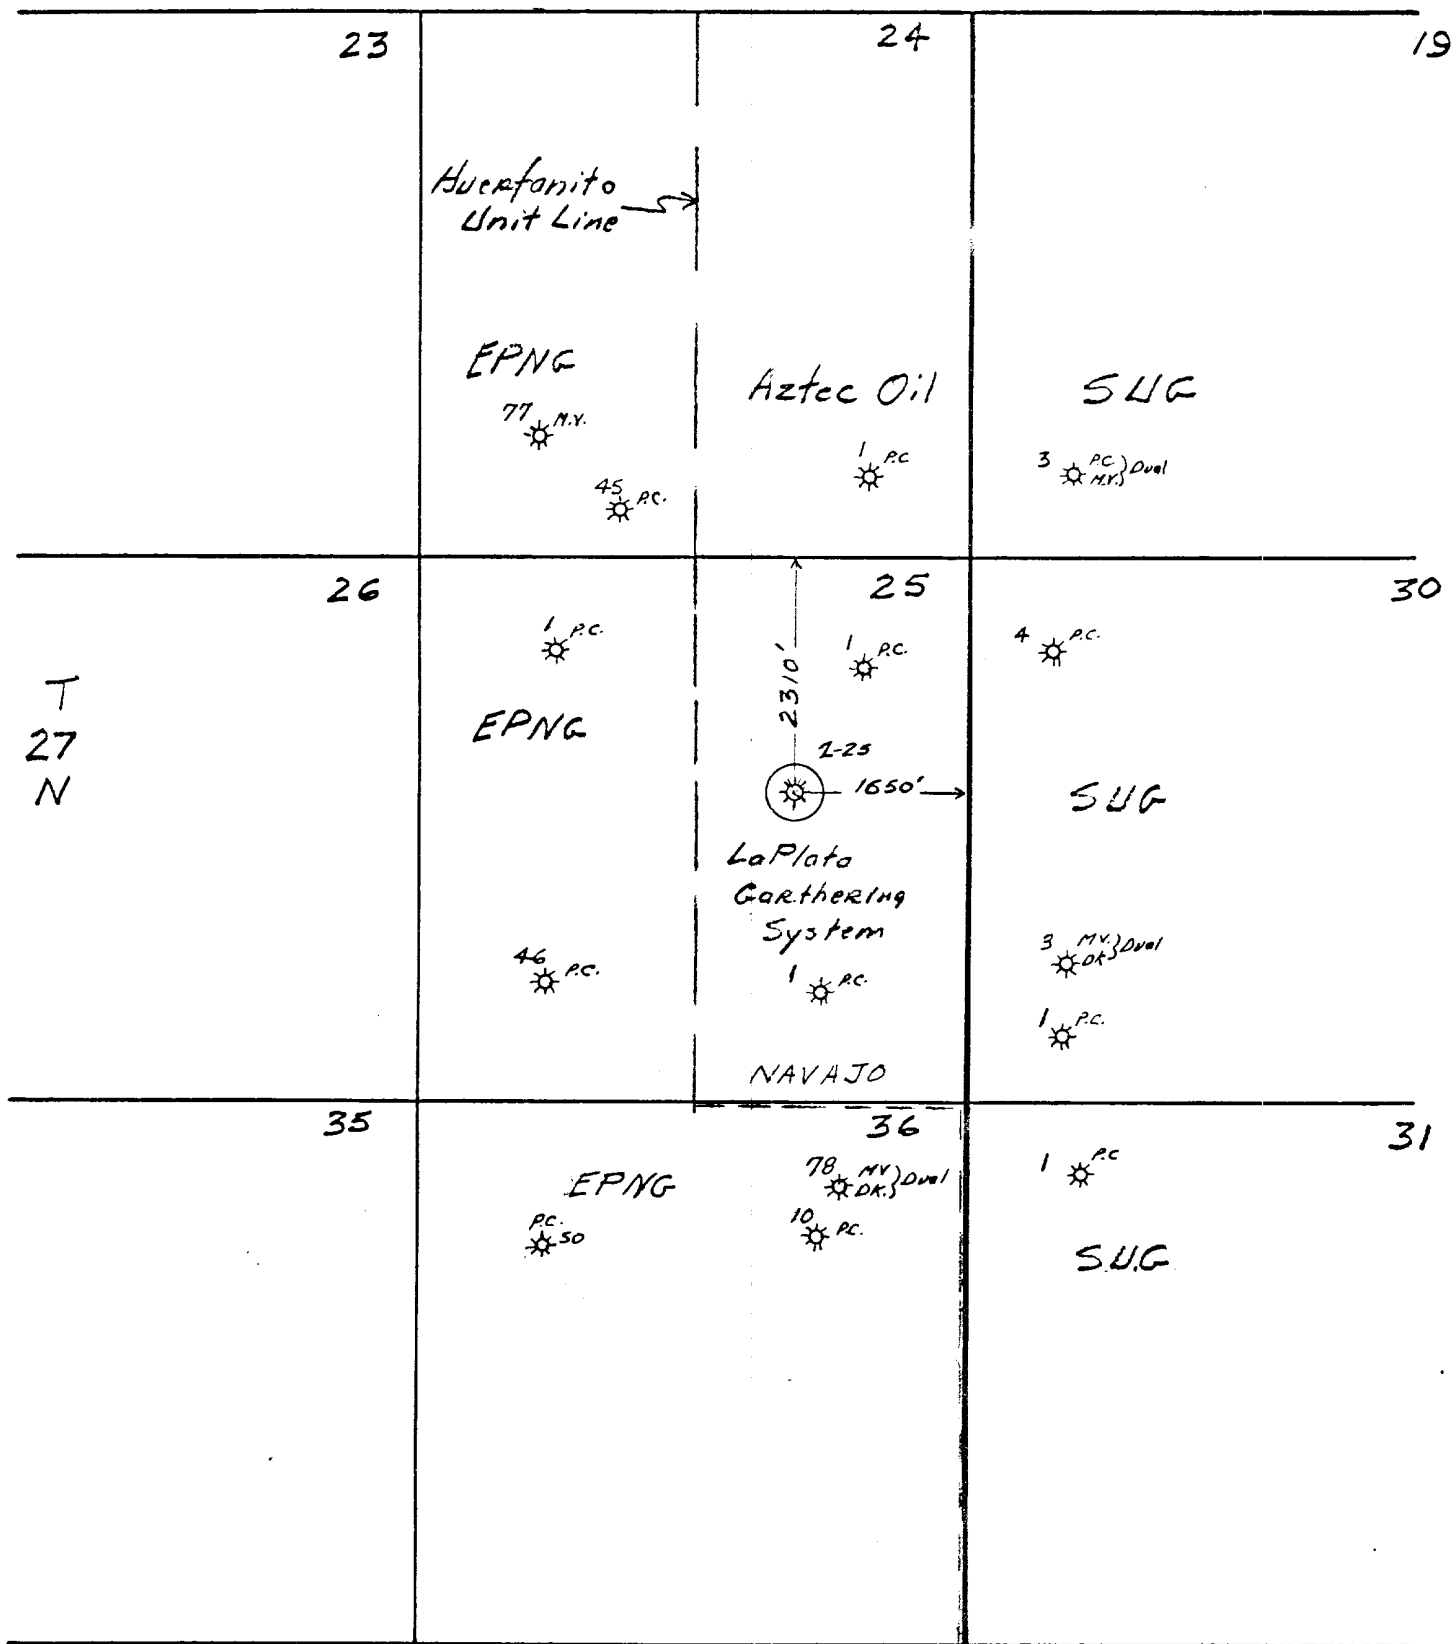 23
24
19
Huerfanito
Unit Line
EPNG
77 M.V.
45 P.C.
Aztec Oil
1 P.C
SUG
3 P.C
M.V. } Dual
26
25
30
1 P.C.
1 P.C.
4 P.C.
T
27
N
EPNG
2310'
1650'
SUG
LaPlata
Garthering
System
46 P.C.
1 P.C.
3 MV.
DK } Dual
1 P.C.
NAVAJO
35
36
31
EPNG
P.C.
50
78 MV
DK. } Dual
10 P.C.
1 P.C
S.U.G